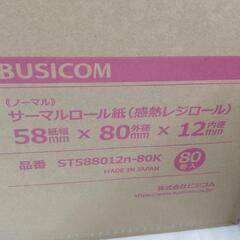 BUSICOM
《ノーマル》
サーマルロール紙（感熱レジロール）
58mm紙幅 × 80mm外径 × 12mm内径
品番 ST588012n-80K 80巻入
MADE IN JAPAN
株式会社ビジコム